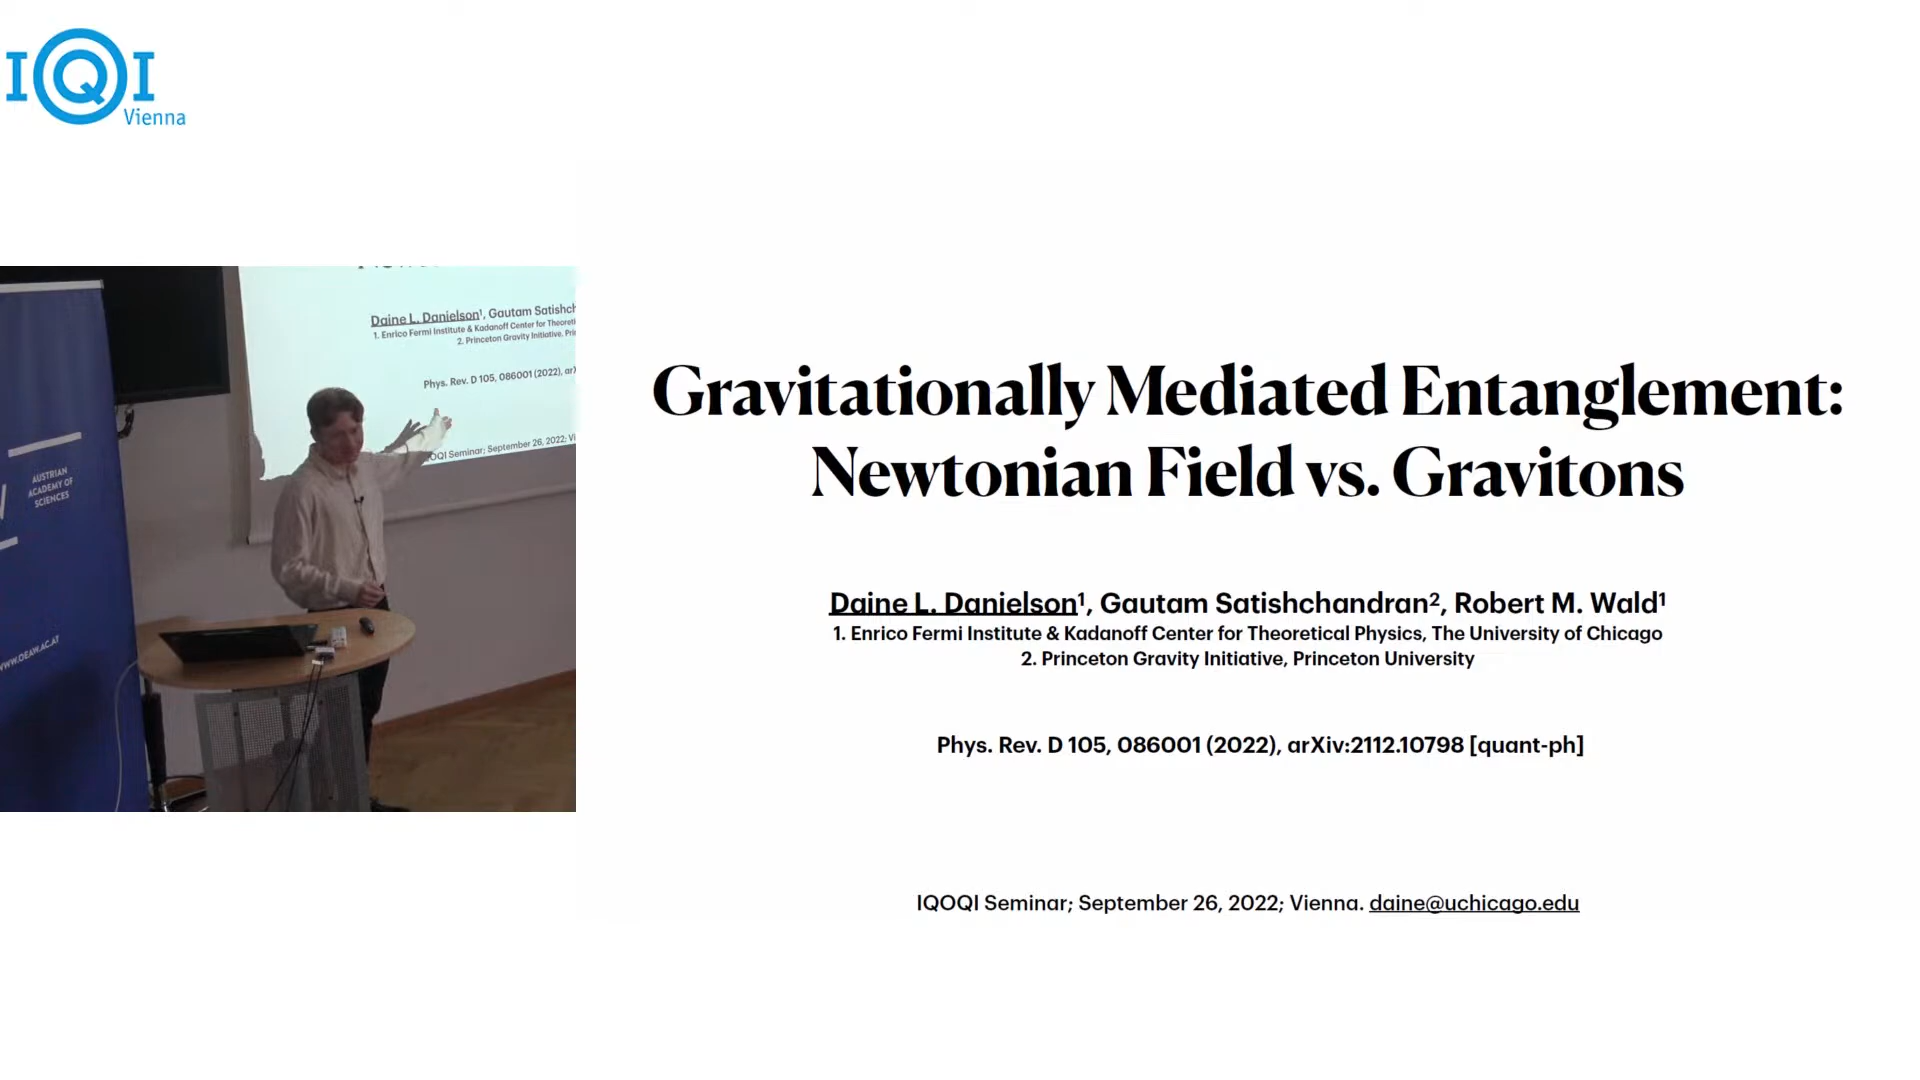 IQI
Vienna
Daine L. Danielson¹, Gautam Satishch
1. Enrico Fermi Institute & Kadanoff Center for Theoreti
2. Princeton Gravity Initiative, Pri
Phys. Rev. D 105, 086001 (2022), ar
OQI Seminar; September 26, 2022; Vi
AUSTRIAN
ACADEMY OF
SCIENCES
WWW.OEAW.AC.AT
Gravitationally Mediated Entanglement:
Newtonian Field vs. Gravitons
Daine L. Danielson¹, Gautam Satishchandran², Robert M. Wald¹
1. Enrico Fermi Institute & Kadanoff Center for Theoretical Physics, The University of Chicago
2. Princeton Gravity Initiative, Princeton University
Phys. Rev. D 105, 086001 (2022), arXiv:2112.10798 [quant-ph]
IQOQI Seminar; September 26, 2022; Vienna. daine@uchicago.edu